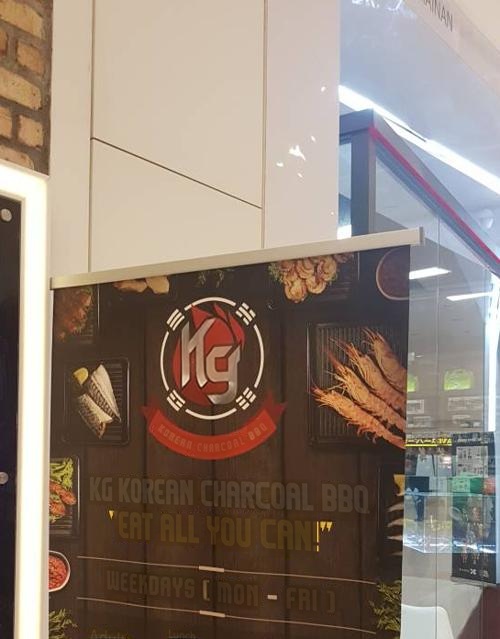 Kg
KOREAN CHARCOAL BBQ
KG KOREAN CHARCOAL BBQ
"EAT ALL YOU CAN!"
WEEKDAYS ( MON - FRI )